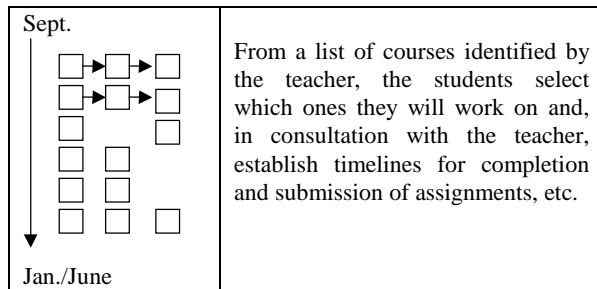 Sept.
Jan./June
From a list of courses identified by
the teacher, the students select
which ones they will work on and,
in consultation with the teacher,
establish timelines for completion
and submission of assignments, etc.